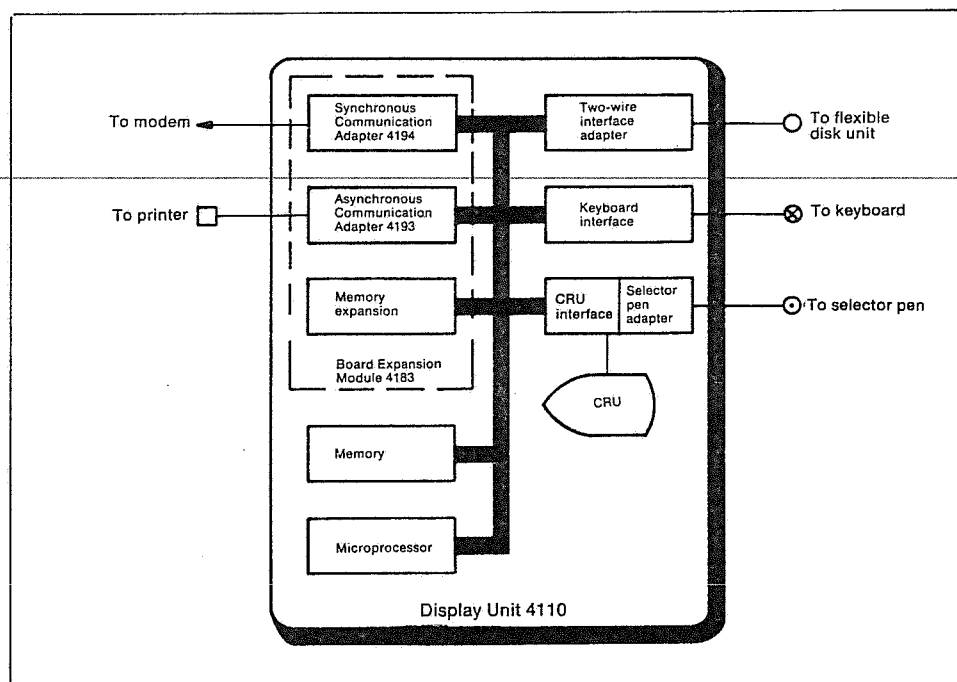 To modem
Synchronous
Communication
Adapter 4194
Two-wire
interface
adapter
To flexible
disk unit
To printer
Asynchronous
Communication
Adapter 4193
Keyboard
interface
To keyboard
Memory
expansion
CRU
interface
Selector
pen
adapter
To selector pen
Board Expansion
Module 4183
CRU
Memory
Microprocessor
Display Unit 4110